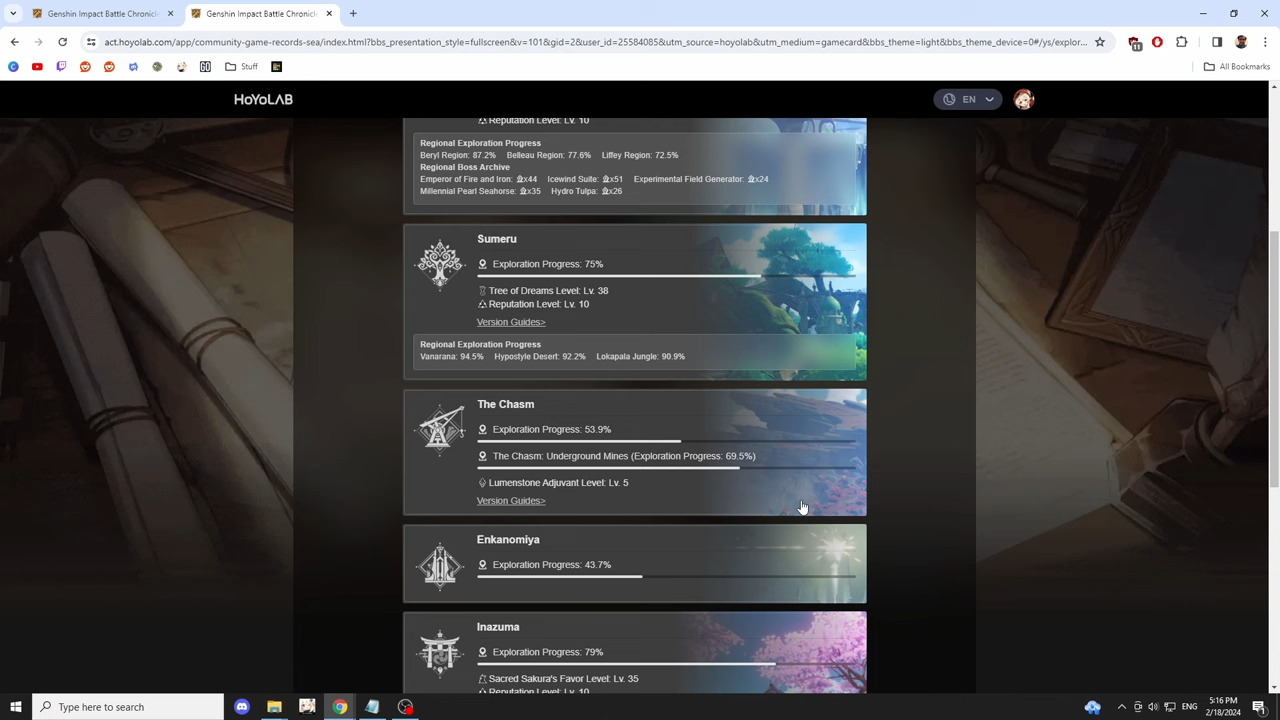 Genshin Impact Battle Chronicl
Genshin Impact Battle Chronicl
act.hoyolab.com/app/community-game-records-sea/index.html?bbs_presentation_style=fullscreen&v=101&gid=2&user_id=25584085&utm_source=hoyolab&utm_medium=gamecard&bbs_theme=light&bbs_theme_device=0#/ys/explor...
11
Stuff
All Bookmarks
HoYoLAB
EN
Reputation Level: Lv. 10
Regional Exploration Progress
Beryl Region: 87.2% Belleau Region: 77.6% Liffey Region: 72.5%
Regional Boss Archive
Emperor of Fire and Iron: x44 Icewind Suite: x51 Experimental Field Generator: x24
Millennial Pearl Seahorse: x35 Hydro Tulpa: x26
Sumeru
Exploration Progress: 75%
Tree of Dreams Level: Lv. 38
Reputation Level: Lv. 10
Version Guides>
Regional Exploration Progress
Vanarana: 94.5% Hypostyle Desert: 92.2% Lokapala Jungle: 90.9%
The Chasm
Exploration Progress: 53.9%
The Chasm: Underground Mines (Exploration Progress: 69.5%)
Lumenstone Adjuvant Level: Lv. 5
Version Guides>
Enkanomiya
Exploration Progress: 43.7%
Inazuma
Exploration Progress: 79%
Sacred Sakura's Favor Level: Lv. 35
Reputation Level: Lv. 10
Type here to search
ENG
5:16 PM
2/18/2024
1